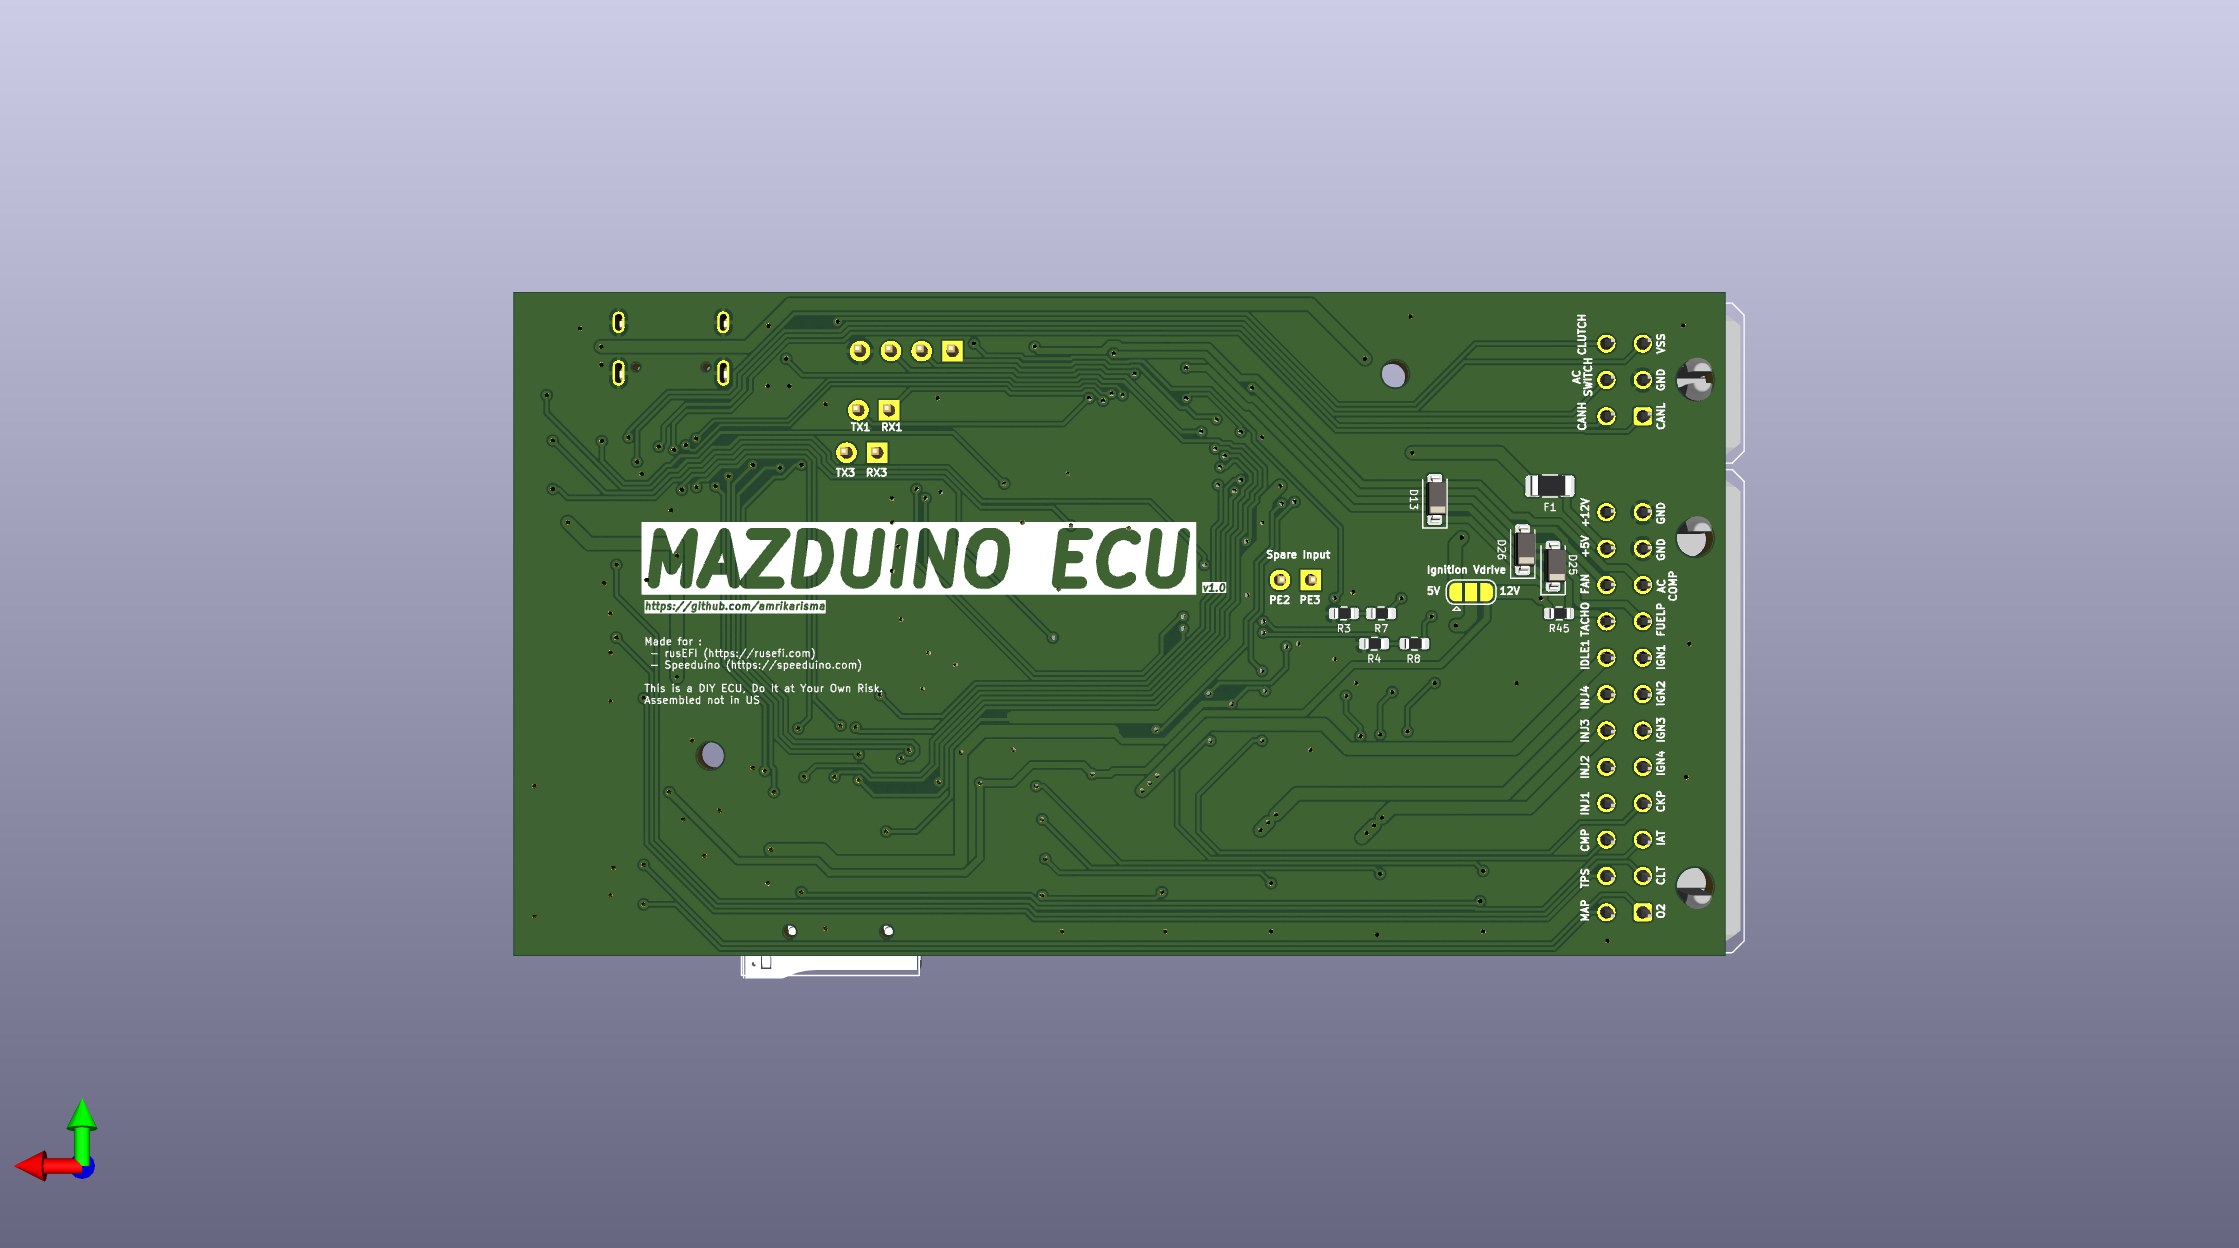 CLUTCH
VSS
AC
SWITCH
GND
CANH
CANL
TX1 RX1
TX3 RX3
D13
F1
+12V
GND
MAZDUINO ECU
v1.0
https://github.com/amrikarisma
Spare Input
PE2 PE3
D26
D25
+5V
GND
Ignition Vdrive
5V 12V
FAN
AC
COMP
R3 R7
R45
TACHO
FUELP
R4 R8
Made for :
– rusEFI (https://rusefi.com)
– Speeduino (https://speeduino.com)
This is a DIY ECU, Do It at Your Own Risk.
Assembled not in US
IDLE1
IGN1
INJ4
IGN2
INJ3
IGN3
INJ2
IGN4
INJ1
CKP
CMP
IAT
TPS
CLT
MAP
O2